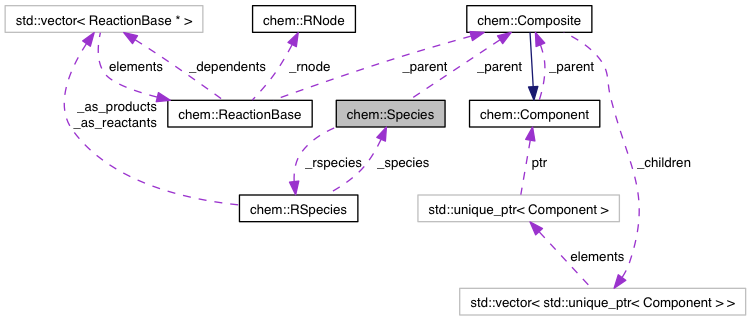 std::vector< ReactionBase * >
chem::RNode
chem::Composite
elements
_dependents
_rnode
_parent
_parent
_parent
_as_products
_as_reactants
chem::ReactionBase
chem::Species
chem::Component
_rspecies
_species
ptr
_children
chem::RSpecies
std::unique_ptr< Component >
elements
std::vector< std::unique_ptr< Component > >